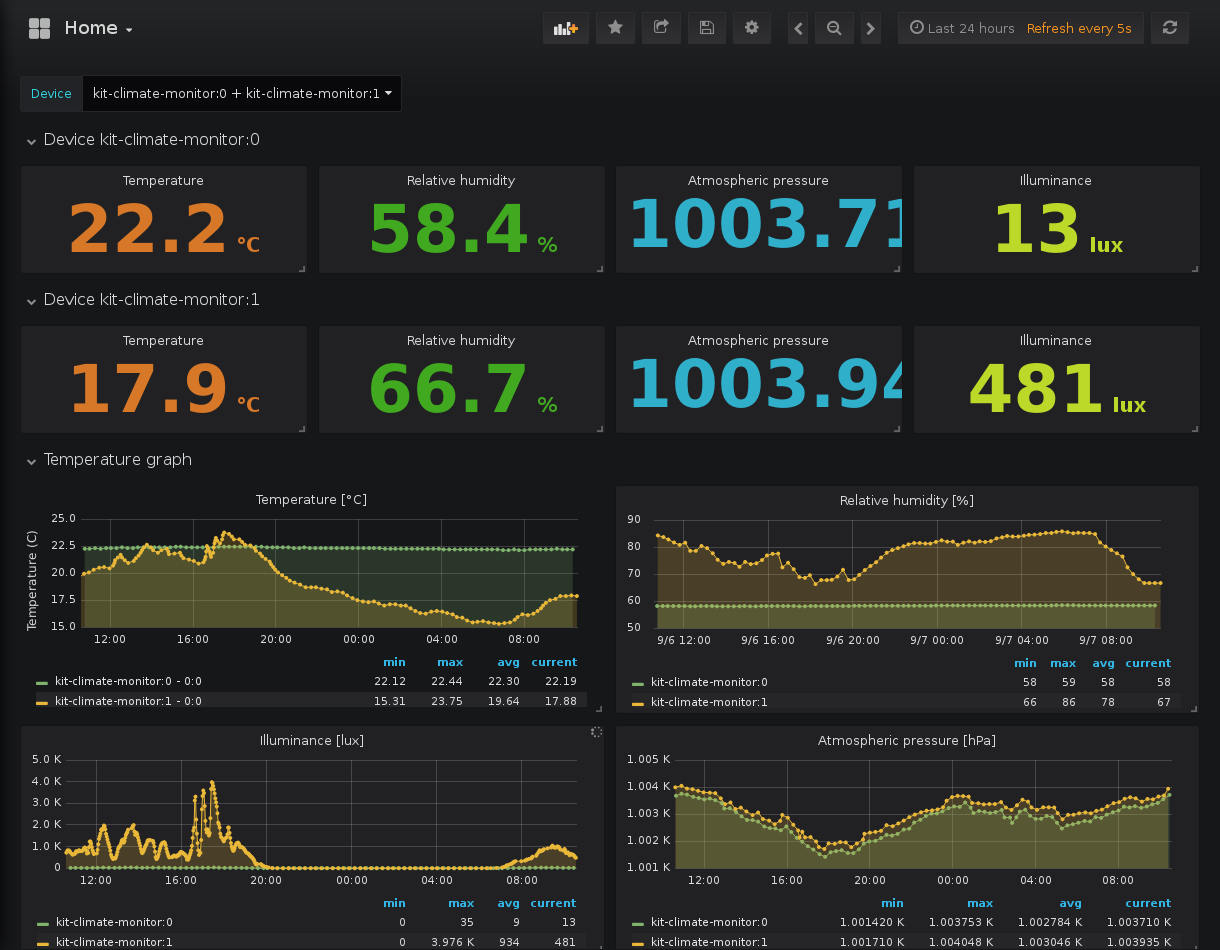 Home
Last 24 hours Refresh every 5s
Device kit-climate-monitor:0 + kit-climate-monitor:1
Device kit-climate-monitor:0
Temperature Relative humidity Atmospheric pressure Illuminance
22.2 °C 58.4 % 1003.71 13 lux
Device kit-climate-monitor:1
Temperature Relative humidity Atmospheric pressure Illuminance
17.9 °C 66.7 % 1003.94 481 lux
Temperature graph
Temperature [°C]
Temperature (C)
25.0
22.5
20.0
17.5
15.0
12:00 16:00 20:00 00:00 04:00 08:00
min max avg current
kit-climate-monitor:0 - 0:0 22.12 22.44 22.30 22.19
kit-climate-monitor:1 - 0:0 15.31 23.75 19.64 17.88
Relative humidity [%]
90
80
70
60
50
9/6 12:00 9/6 16:00 9/6 20:00 9/7 00:00 9/7 04:00 9/7 08:00
min max avg current
kit-climate-monitor:0 58 59 58 58
kit-climate-monitor:1 66 86 78 67
Illuminance [lux]
5.0 K
4.0 K
3.0 K
2.0 K
1.0 K
0
12:00 16:00 20:00 00:00 04:00 08:00
min max avg current
kit-climate-monitor:0 0 35 9 13
kit-climate-monitor:1 0 3.976 K 934 481
Atmospheric pressure [hPa]
1.005 K
1.004 K
1.003 K
1.002 K
1.001 K
12:00 16:00 20:00 00:00 04:00 08:00
min max avg current
kit-climate-monitor:0 1.001420 K 1.003753 K 1.002784 K 1.003710 K
kit-climate-monitor:1 1.001710 K 1.004048 K 1.003046 K 1.003935 K